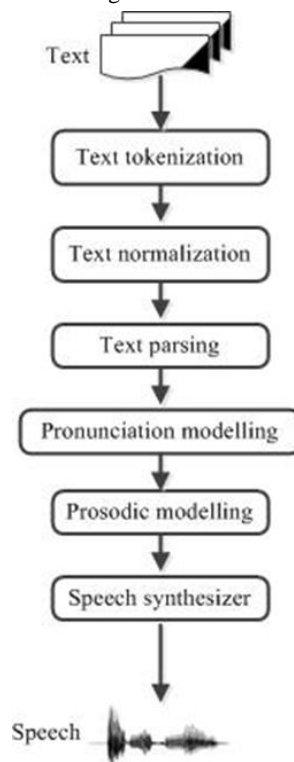 Text
Text tokenization
Text normalization
Text parsing
Pronunciation modelling
Prosodic modelling
Speech synthesizer
Speech